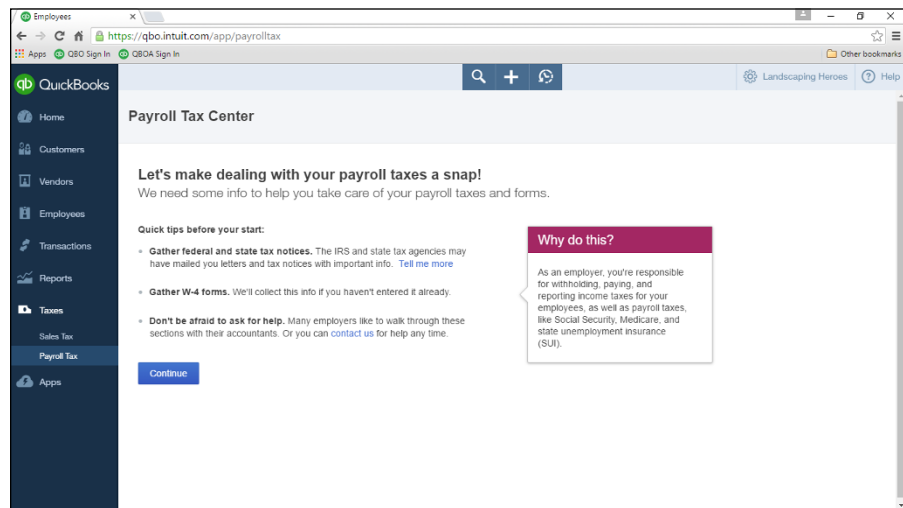 Employees
https://qbo.intuit.com/app/payrolltax
Apps QBO Sign In QBOA Sign In Other bookmarks
qb QuickBooks
Landscaping Heroes ? Help
Home
Customers
Vendors
Employees
Transactions
Reports
Taxes
Sales Tax
Payroll Tax
Apps
Payroll Tax Center
Let's make dealing with your payroll taxes a snap!
We need some info to help you take care of your payroll taxes and forms.
Quick tips before your start:
Gather federal and state tax notices. The IRS and state tax agencies may
have mailed you letters and tax notices with important info. Tell me more
Gather W-4 forms. We'll collect this info if you haven't entered it already.
Don't be afraid to ask for help. Many employers like to walk through these
sections with their accountants. Or you can contact us for help any time.
Continue
Why do this?
As an employer, you're responsible
for withholding, paying, and
reporting income taxes for your
employees, as well as payroll taxes,
like Social Security, Medicare, and
state unemployment insurance
(SUI).